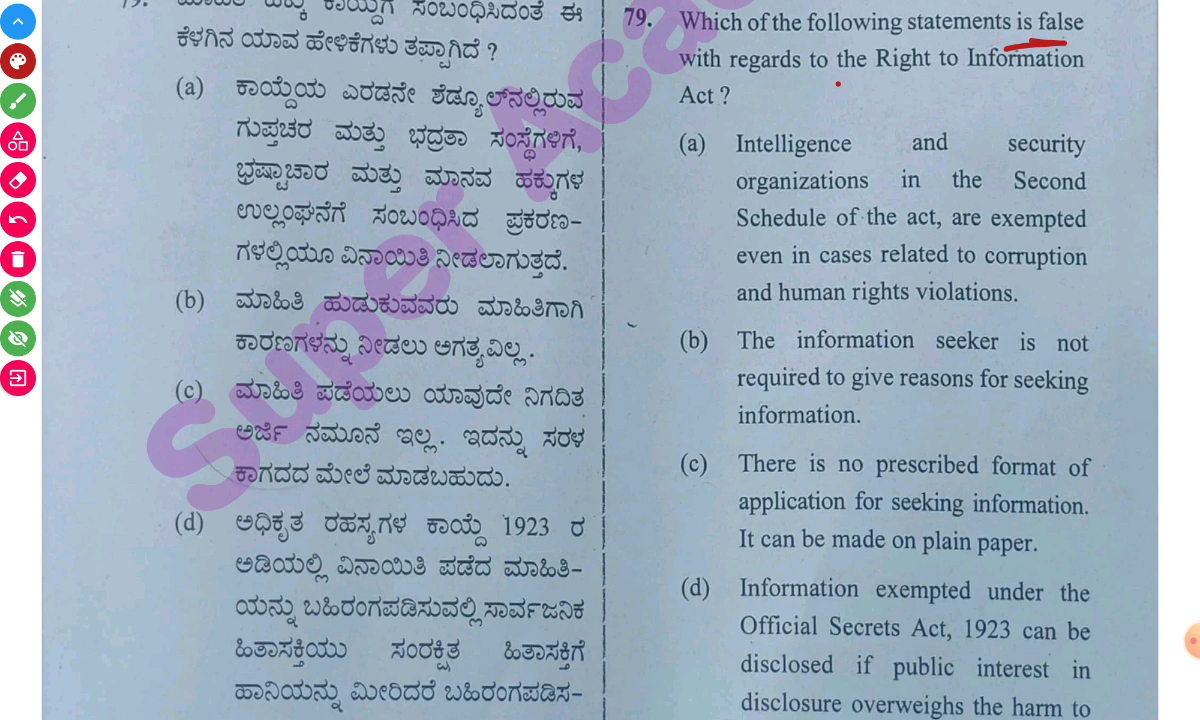 79. ಮಾಹಿತಿ ಹಕ್ಕು ಕಾಯ್ದೆಗೆ ಸಂಬಂಧಿಸಿದಂತೆ ಈ
ಕೆಳಗಿನ ಯಾವ ಹೇಳಿಕೆಗಳು ತಪ್ಪಾಗಿದೆ ?
(a) ಕಾಯ್ದೆಯ ಎರಡನೇ ಶೆಡ್ಯೂಲ್‌ನಲ್ಲಿರುವ
ಗುಪ್ತಚರ ಮತ್ತು ಭದ್ರತಾ ಸಂಸ್ಥೆಗಳಿಗೆ,
ಭ್ರಷ್ಟಾಚಾರ ಮತ್ತು ಮಾನವ ಹಕ್ಕುಗಳ
ಉಲ್ಲಂಘನೆಗೆ ಸಂಬಂಧಿಸಿದ ಪ್ರಕರಣ-
ಗಳಲ್ಲಿಯೂ ವಿನಾಯಿತಿ ನೀಡಲಾಗುತ್ತದೆ.
(b) ಮಾಹಿತಿ ಹುಡುಕುವವರು ಮಾಹಿತಿಗಾಗಿ
ಕಾರಣಗಳನ್ನು ನೀಡಲು ಅಗತ್ಯವಿಲ್ಲ.
(c) ಮಾಹಿತಿ ಪಡೆಯಲು ಯಾವುದೇ ನಿಗದಿತ
ಅರ್ಜಿ ನಮೂನೆ ಇಲ್ಲ. ಇದನ್ನು ಸರಳ
ಕಾಗದದ ಮೇಲೆ ಮಾಡಬಹುದು.
(d) ಅಧಿಕೃತ ರಹಸ್ಯಗಳ ಕಾಯ್ದೆ 1923 ರ
ಅಡಿಯಲ್ಲಿ ವಿನಾಯಿತಿ ಪಡೆದ ಮಾಹಿತಿ-
ಯನ್ನು ಬಹಿರಂಗಪಡಿಸುವಲ್ಲಿ ಸಾರ್ವಜನಿಕ
ಹಿತಾಸಕ್ತಿಯು ಸಂರಕ್ಷಿತ ಹಿತಾಸಕ್ತಿಗೆ
ಹಾನಿಯನ್ನು ಮೀರಿದರೆ ಬಹಿರಂಗಪಡಿಸ-
79. Which of the following statements is false
with regards to the Right to Information
Act ?
(a) Intelligence and security
organizations in the Second
Schedule of the act, are exempted
even in cases related to corruption
and human rights violations.
(b) The information seeker is not
required to give reasons for seeking
information.
(c) There is no prescribed format of
application for seeking information.
It can be made on plain paper.
(d) Information exempted under the
Official Secrets Act, 1923 can be
disclosed if public interest in
disclosure overweighs the harm to
Super